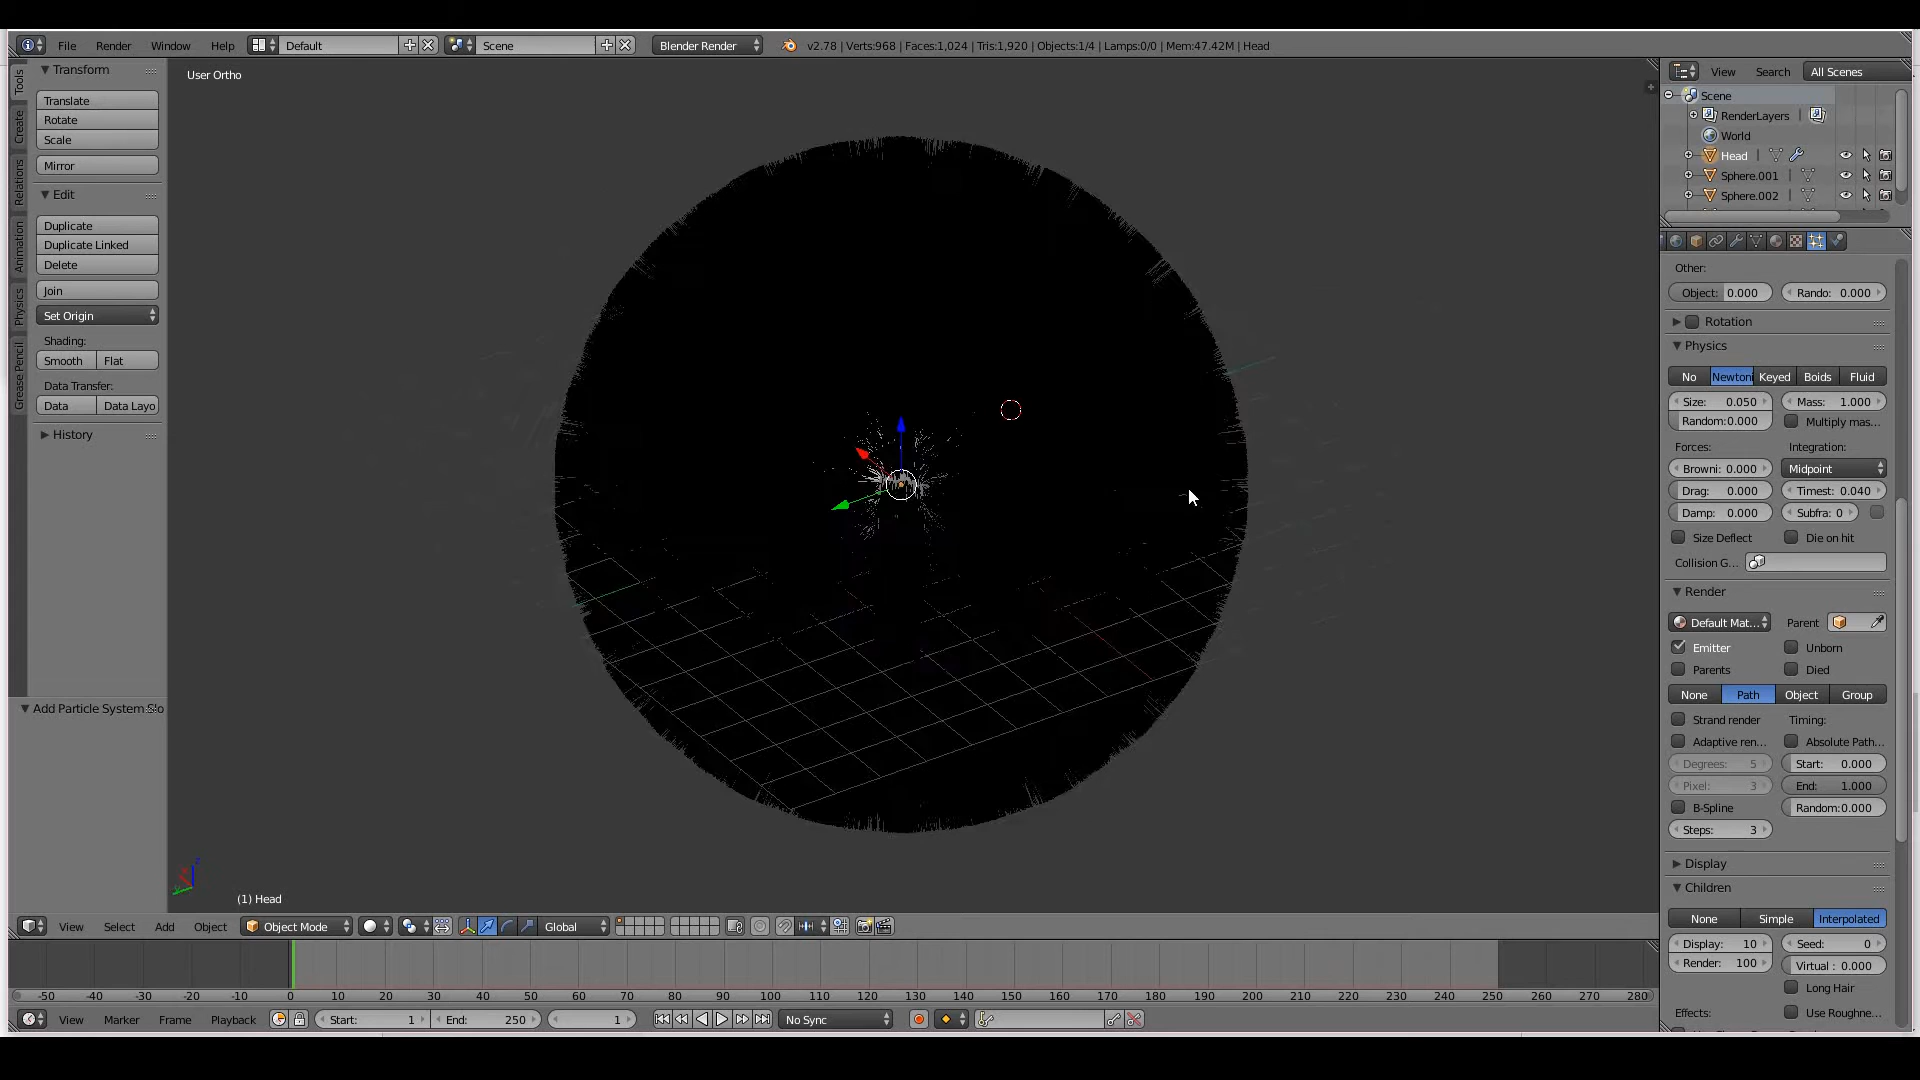 File Render Window Help Default Scene Blender Render v2.78 | Verts:968 | Faces:1,024 | Tris:1,920 | Objects:1/4 | Lamps:0/0 | Mem:47.42M | Head
Tools
Create
Relations
Animation
Physics
Grease Pencil
Transform
Translate
Rotate
Scale
Mirror
Edit
Duplicate
Duplicate Linked
Delete
Join
Set Origin
Shading:
Smooth Flat
Data Transfer:
Data Data Layo
History
Add Particle System Slo
User Ortho
(1) Head
View Search All Scenes
Scene
RenderLayers
World
Head
Sphere.001
Sphere.002
Other:
Object: 0.000 Rando: 0.000
Rotation
Physics
No Newtoni Keyed Boids Fluid
Size: 0.050 Mass: 1.000
Random:0.000 Multiply mas...
Forces: Integration:
Browni: 0.000 Midpoint
Drag: 0.000 Timest: 0.040
Damp: 0.000 Subfra: 0
Size Deflect Die on hit
Collision G...
Render
Default Mat... Parent
Emitter Unborn
Parents Died
None Path Object Group
Strand render Timing:
Adaptive ren... Absolute Path...
Degrees: 5 Start: 0.000
Pixel: 3 End: 1.000
B-Spline Random:0.000
Steps: 3
Display
Children
None Simple Interpolated
Display: 10 Seed: 0
Render: 100 Virtual : 0.000
Long Hair
Effects: Use Roughne...
View Select Add Object Object Mode Global
-50 -40 -30 -20 -10 0 10 20 30 40 50 60 70 80 90 100 110 120 130 140 150 160 170 180 190 200 210 220 230 240 250 260 270 280
View Marker Frame Playback Start: 1 End: 250 1 No Sync